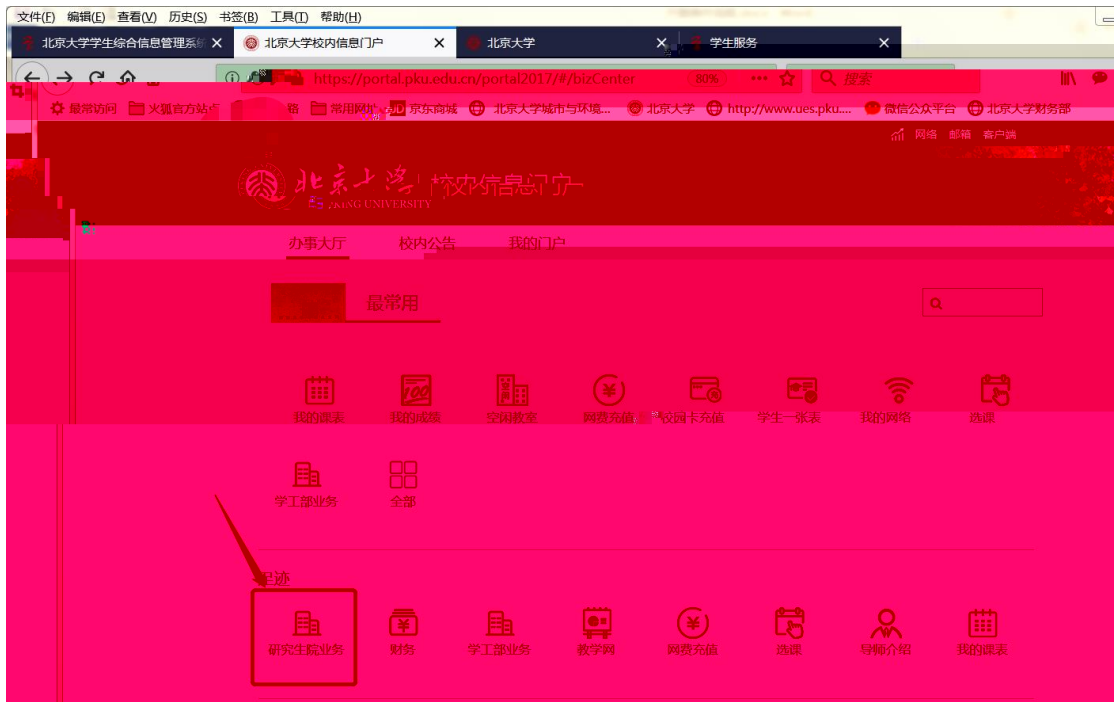 文件(F) 编辑(E) 查看(V) 历史(S) 书签(B) 工具(T) 帮助(H)
北京大学学生综合信息管理系统 北京大学校内信息门户 北京大学 学生服务
https://portal.pku.edu.cn/portal2017/#/bizCenter 80% 搜索
最常访问 火狐官方站点 常用网址 JD 京东商城 北京大学城市与环境... 北京大学 http://www.ues.pku.... 微信公众平台 北京大学财务部
网络 邮箱 客户端
北京大学 校内信息门户
UNIVERSITY
办事大厅 校内公告 我的门户
最常用
我的课表 我的成绩 空闲教室 网费充值 校园卡充值 学生一张表 我的网络 选课
学工部业务 全部
足迹
研究生院业务 财务 学工部业务 教学网 网费充值 选课 导师介绍 我的课表